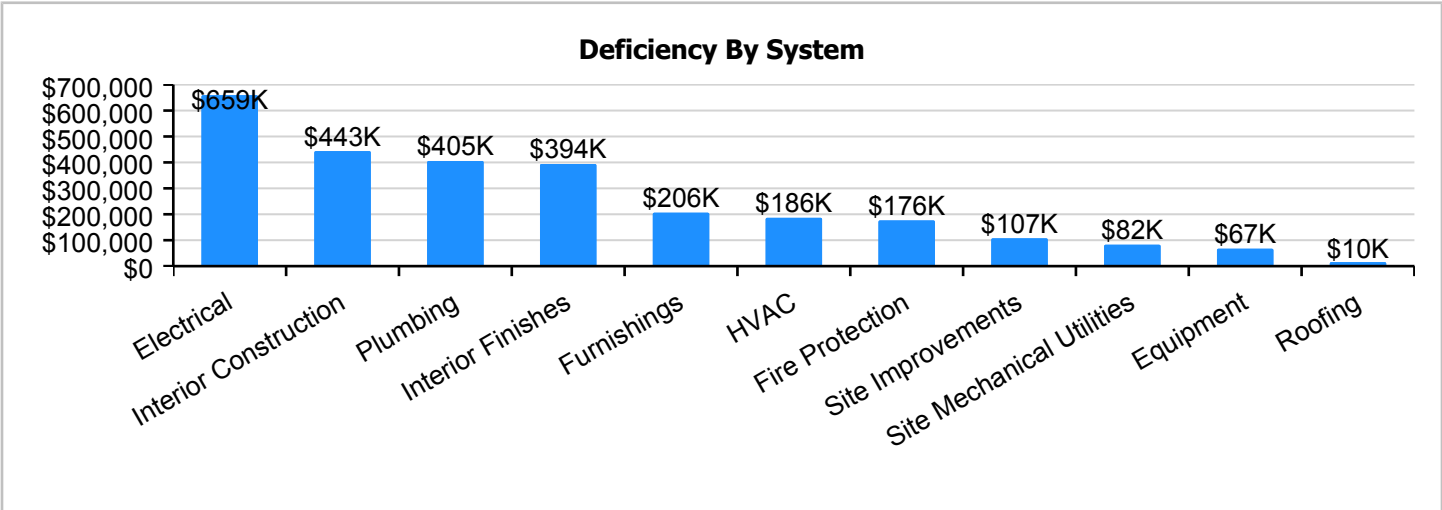 Deficiency By System
$700,000
$600,000
$500,000
$400,000
$300,000
$200,000
$100,000
$0
$659K
$443K
$405K
$394K
$206K
$186K
$176K
$107K
$82K
$67K
$10K
Electrical
Interior Construction
Plumbing
Interior Finishes
Furnishings
HVAC
Fire Protection
Site Improvements
Site Mechanical Utilities
Equipment
Roofing